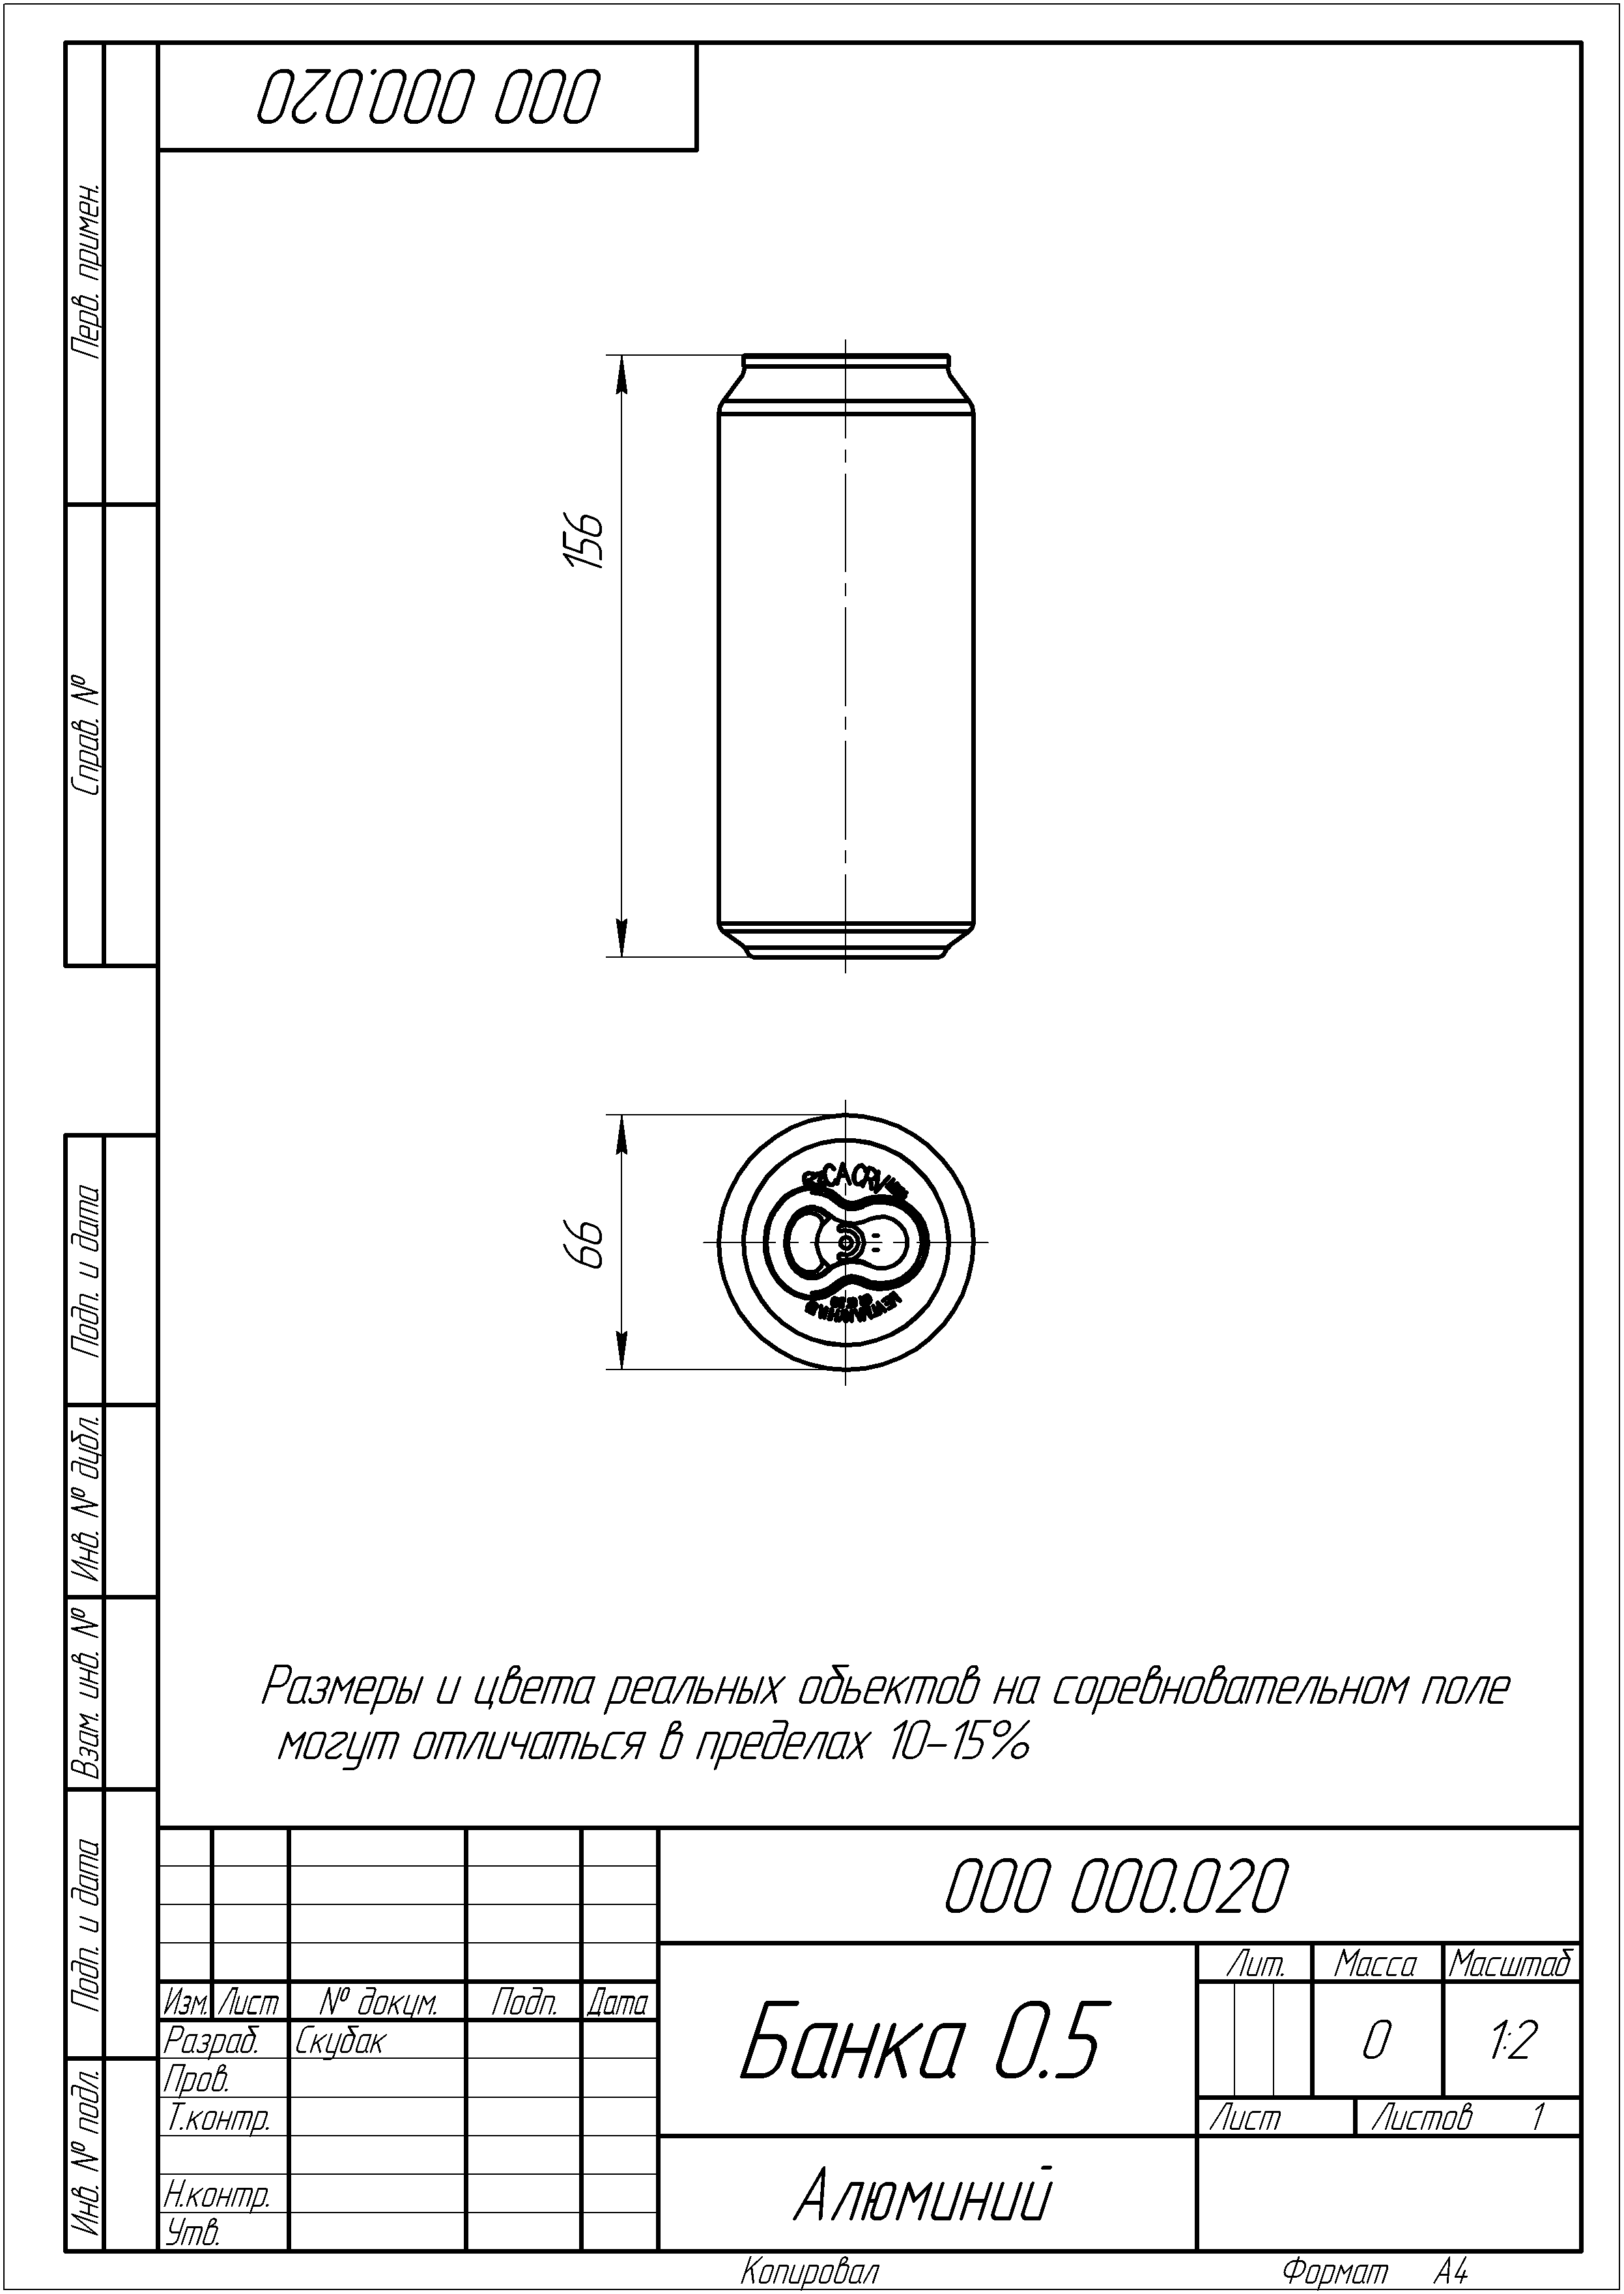 000 000.020
Перв. примен.
Справ. №
156
66
CA CRV
Подп. и дата
Инв. № дубл.
Взам. инв. №
Подп. и дата
Инв. № подл.
Размеры и цвета реальных обьектов на соревновательном поле
могут отличаться в пределах 10-15%
000 000.020
Изм. Лист № докум. Подп. Дата
Разраб. Скубак
Пров.
Т.контр.
Н.контр.
Утв.
Банка 0.5
Лит. Масса Масштаб
0 1:2
Лист Листов 1
Алюминий
Копировал Формат А4